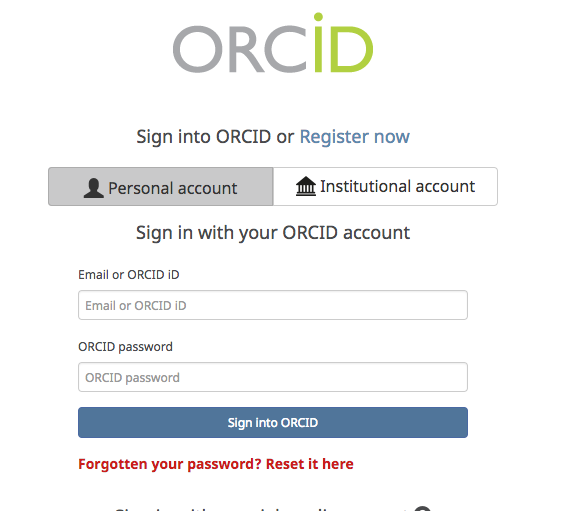 ORCiD
Sign into ORCID or Register now
Personal account
Institutional account
Sign in with your ORCID account
Email or ORCID iD
Email or ORCID iD
ORCID password
ORCID password
Sign into ORCID
Forgotten your password? Reset it here